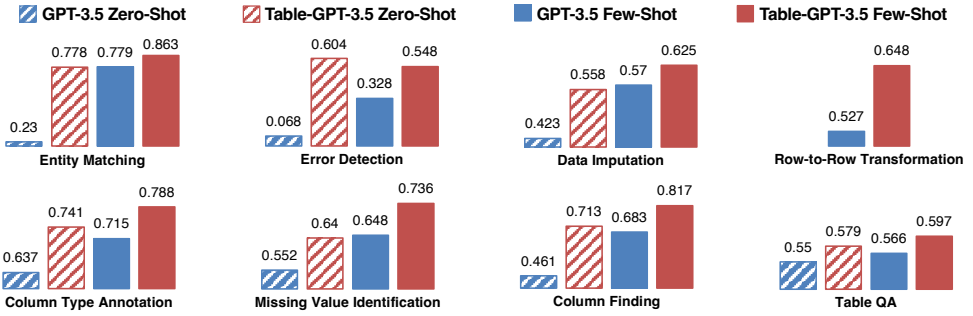 GPT-3.5 Zero-Shot Table-GPT-3.5 Zero-Shot GPT-3.5 Few-Shot Table-GPT-3.5 Few-Shot
0.23 0.778 0.779 0.863
Entity Matching
0.068 0.604 0.328 0.548
Error Detection
0.423 0.558 0.57 0.625
Data Imputation
0.527 0.648
Row-to-Row Transformation
0.637 0.741 0.715 0.788
Column Type Annotation
0.552 0.64 0.648 0.736
Missing Value Identification
0.461 0.713 0.683 0.817
Column Finding
0.55 0.579 0.566 0.597
Table QA